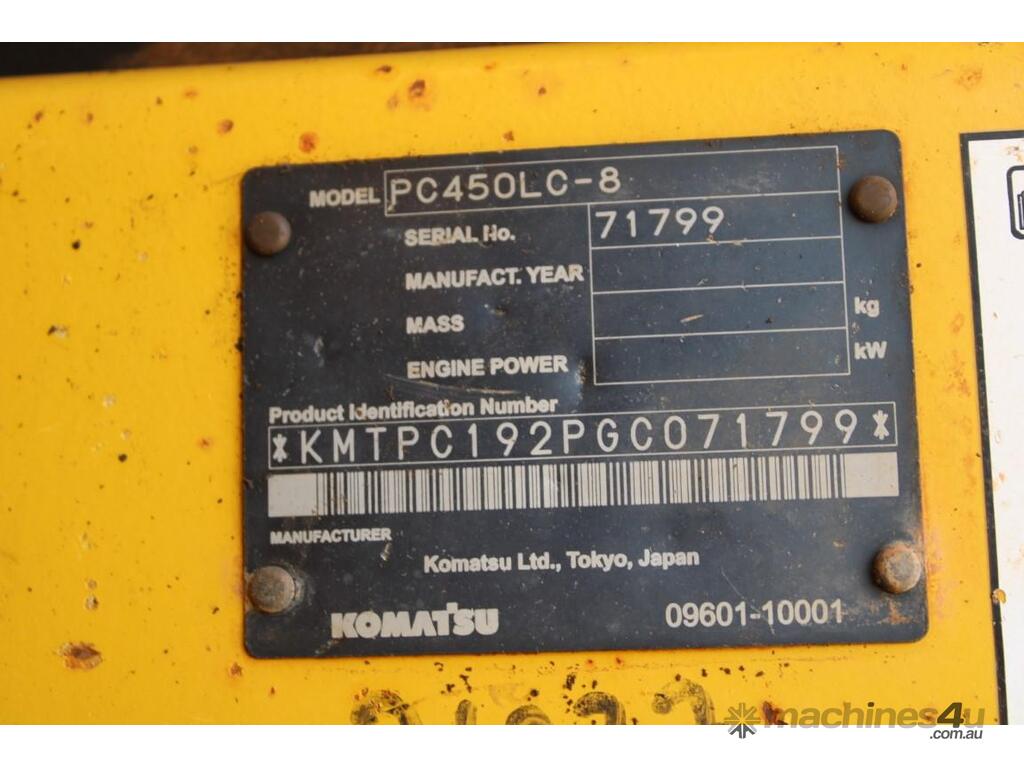 MODEL PC450LC-8
SERIAL No. 71799
MANUFACT. YEAR
MASS kg
ENGINE POWER kW
Product Identification Number
*KMTPC192PGC071799*
MANUFACTURER
Komatsu Ltd., Tokyo, Japan
KOMATSU 09601-10001
machines4u
.com.au